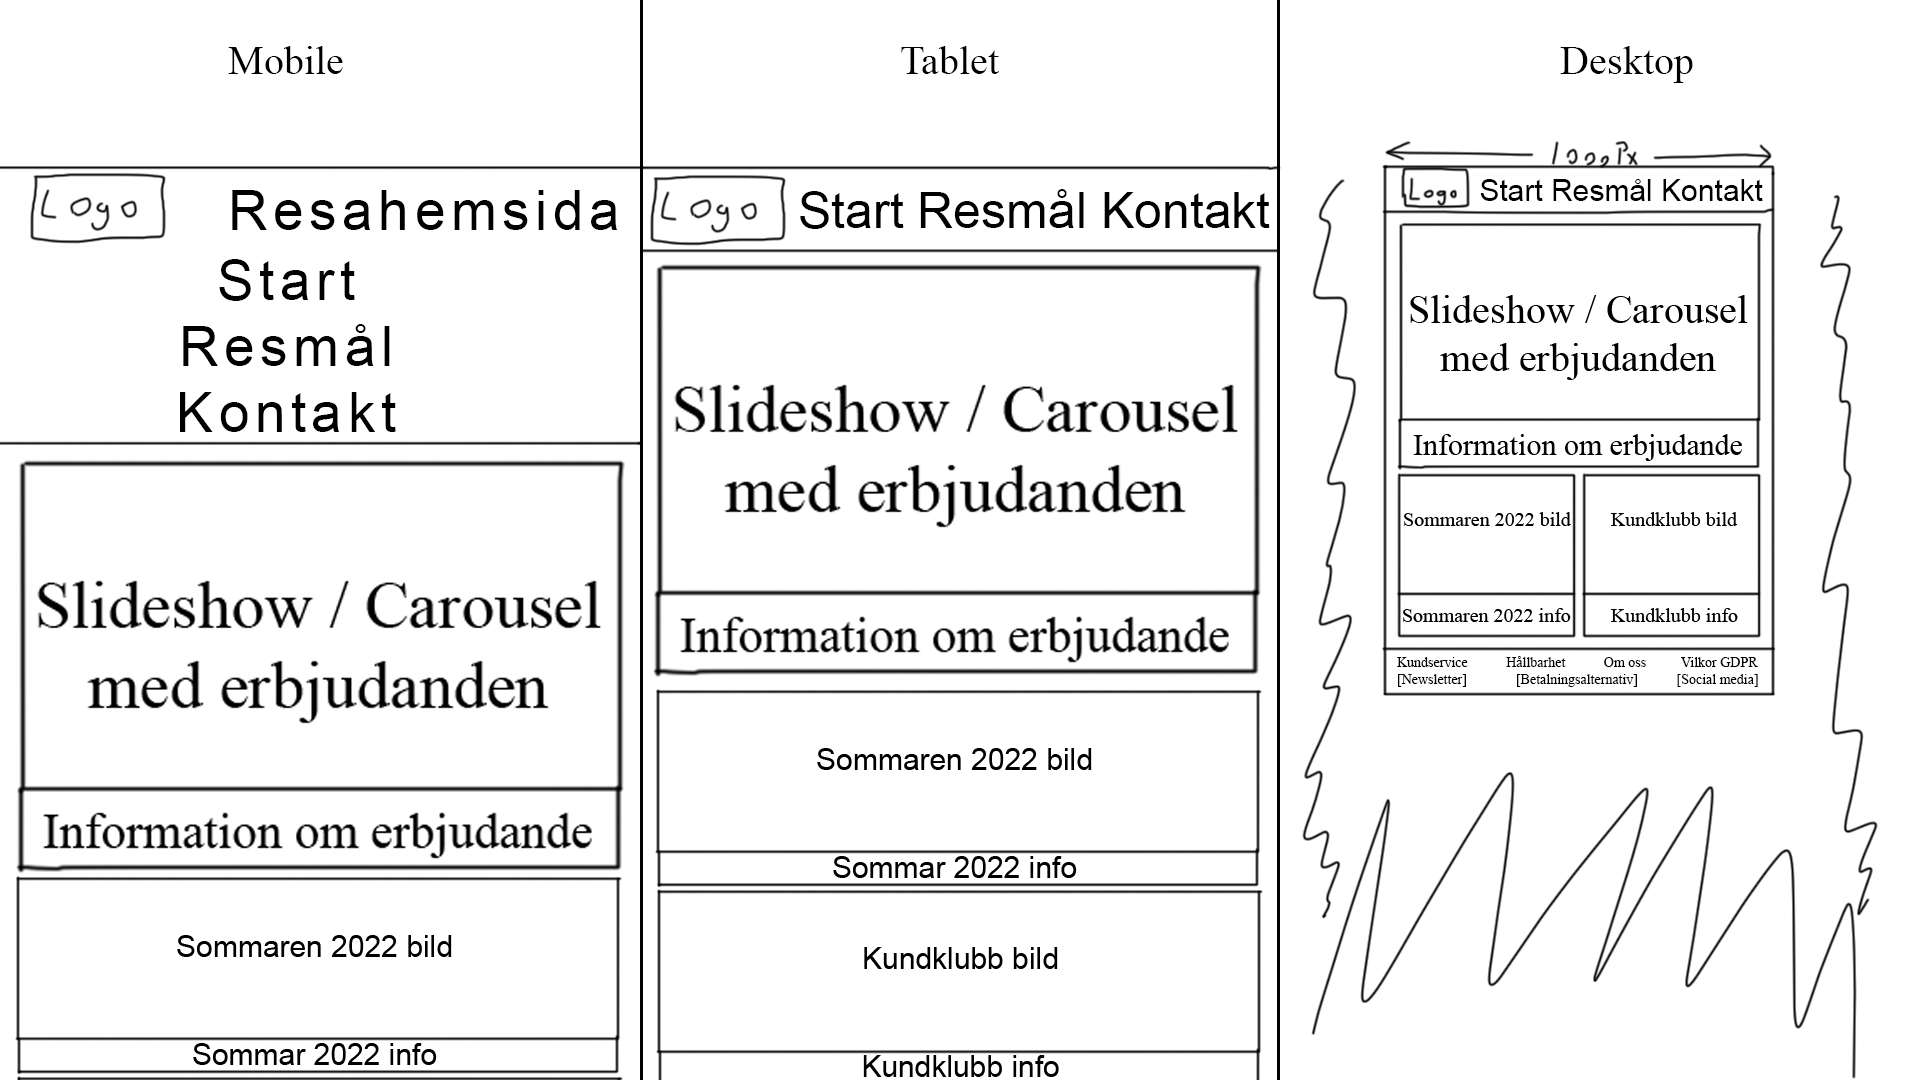 Mobile
Logo
Resahemsida
Start
Resmål
Kontakt
Slideshow / Carousel
med erbjudanden
Information om erbjudande
Sommaren 2022 bild
Sommar 2022 info
Tablet
Logo
Start Resmål Kontakt
Slideshow / Carousel
med erbjudanden
Information om erbjudande
Sommaren 2022 bild
Sommar 2022 info
Kundklubb bild
Kundklubb info
Desktop
1000Px
Logo
Start Resmål Kontakt
Slideshow / Carousel
med erbjudanden
Information om erbjudande
Sommaren 2022 bild
Kundklubb bild
Sommaren 2022 info
Kundklubb info
Kundservice Hållbarhet Om oss Vilkor GDPR
[Newsletter] [Betalningsalternativ] [Social media]